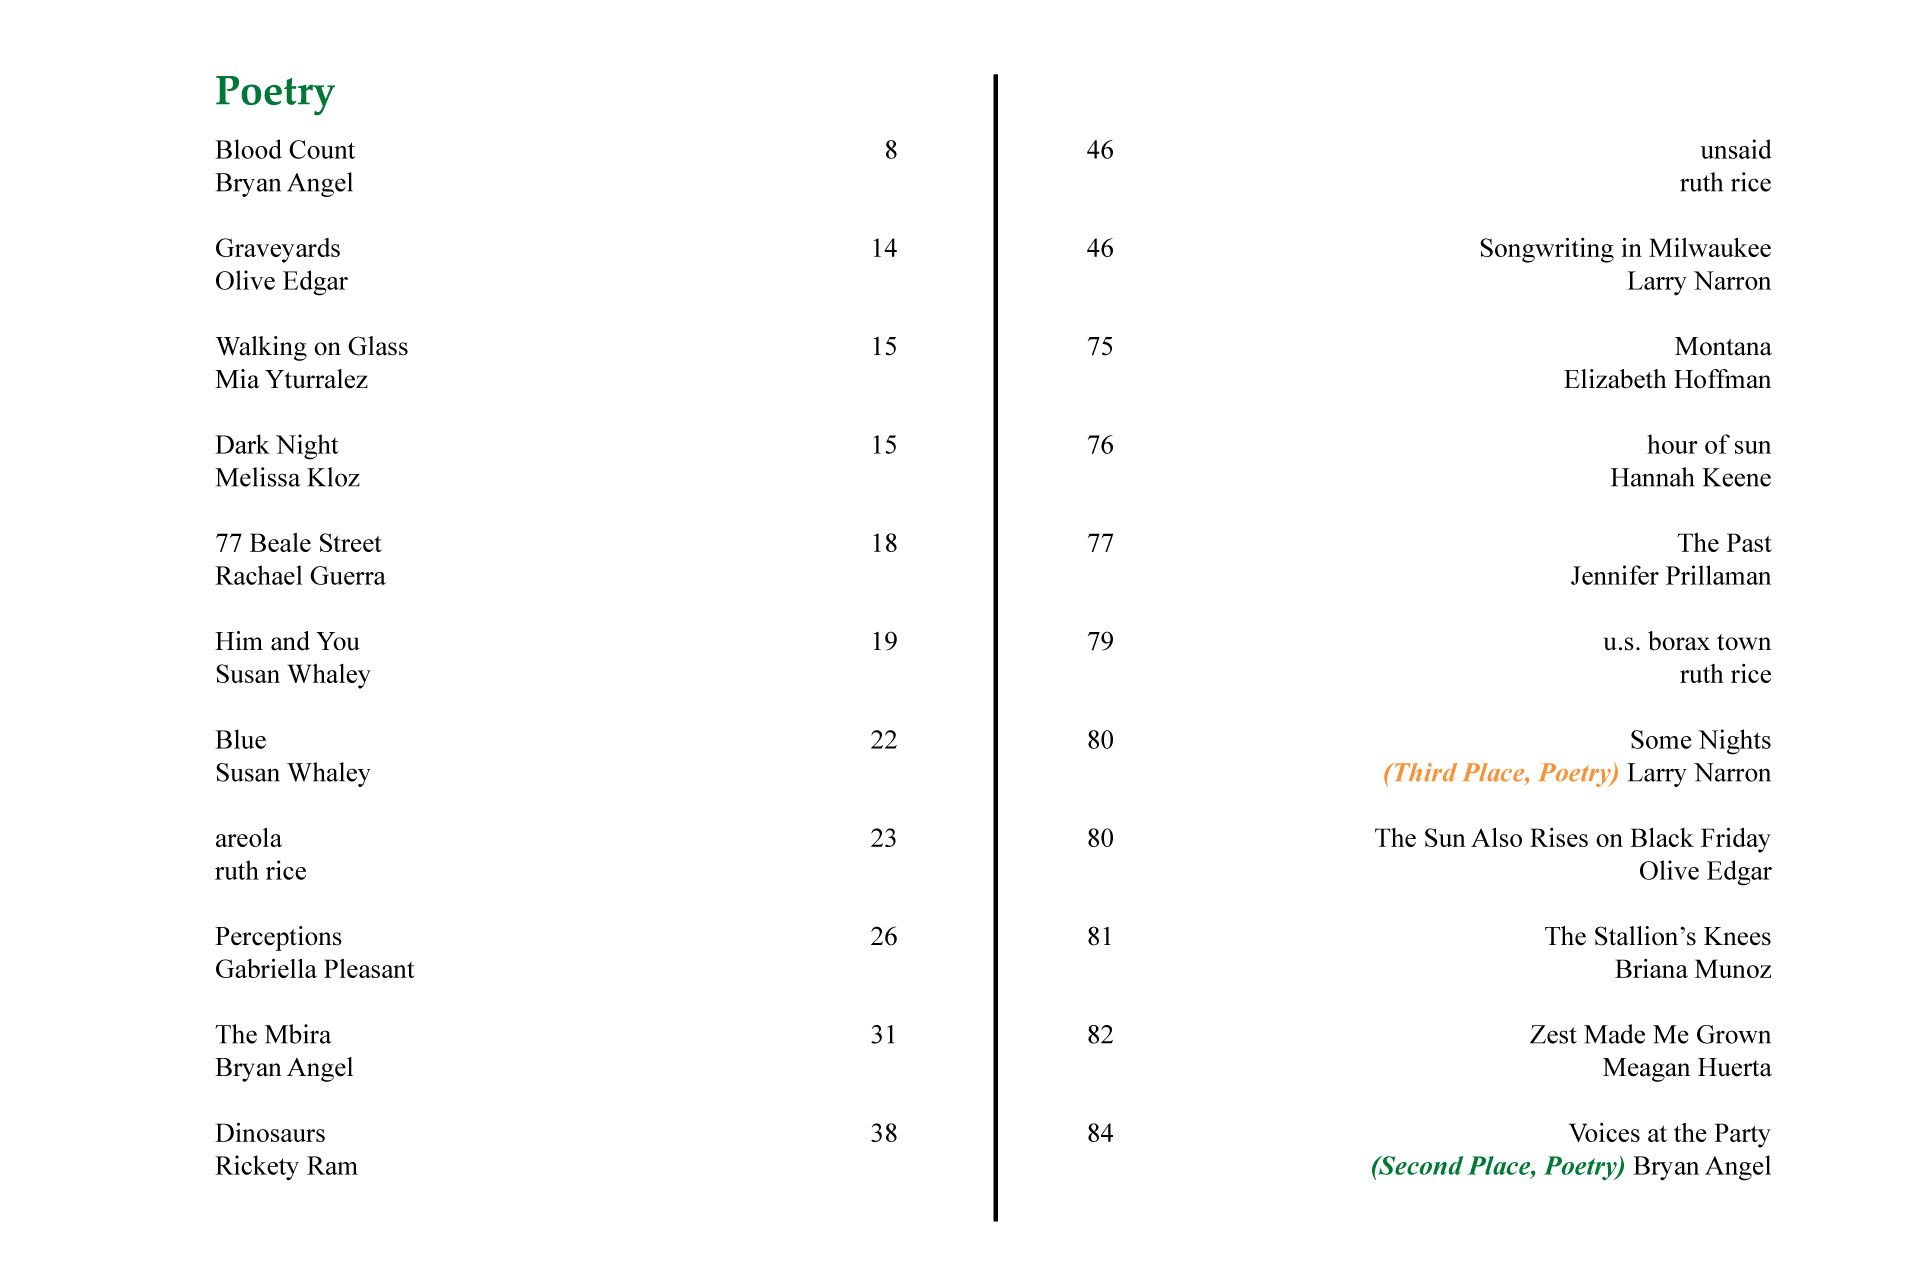 Poetry
Blood Count 8
Bryan Angel
Graveyards 14
Olive Edgar
Walking on Glass 15
Mia Yturralez
Dark Night 15
Melissa Kloz
77 Beale Street 18
Rachael Guerra
Him and You 19
Susan Whaley
Blue 22
Susan Whaley
areola 23
ruth rice
Perceptions 26
Gabriella Pleasant
The Mbira 31
Bryan Angel
Dinosaurs 38
Rickety Ram
46 unsaid
ruth rice
46 Songwriting in Milwaukee
Larry Narron
75 Montana
Elizabeth Hoffman
76 hour of sun
Hannah Keene
77 The Past
Jennifer Prillaman
79 u.s. borax town
ruth rice
80 Some Nights
(Third Place, Poetry) Larry Narron
80 The Sun Also Rises on Black Friday
Olive Edgar
81 The Stallion’s Knees
Briana Munoz
82 Zest Made Me Grown
Meagan Huerta
84 Voices at the Party
(Second Place, Poetry) Bryan Angel